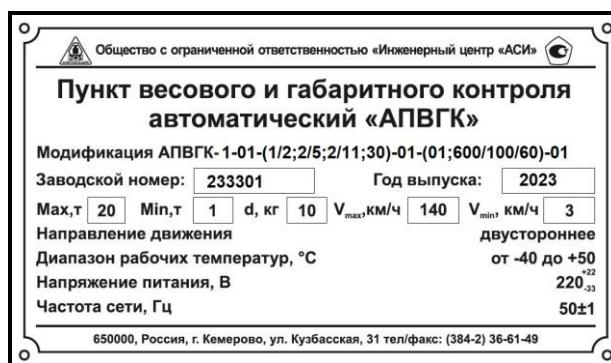 Общество с ограниченной ответственностью «Инженерный центр «АСИ»
Пункт весового и габаритного контроля
автоматический «АПВГК»
Модификация АПВГК-1-01-(1/2;2/5;2/11;30)-01-(01;600/100/60)-01
Заводской номер: 233301 Год выпуска: 2023
Max,т 20 Min,т 1 d, кг 10 Vmax,км/ч 140 Vmin, км/ч 3
Направление движения двустороннее
Диапазон рабочих температур, °C от -40 до +50
Напряжение питания, В 220 +22 -33
Частота сети, Гц 50±1
650000, Россия, г. Кемерово, ул. Кузбасская, 31 тел/факс: (384-2) 36-61-49